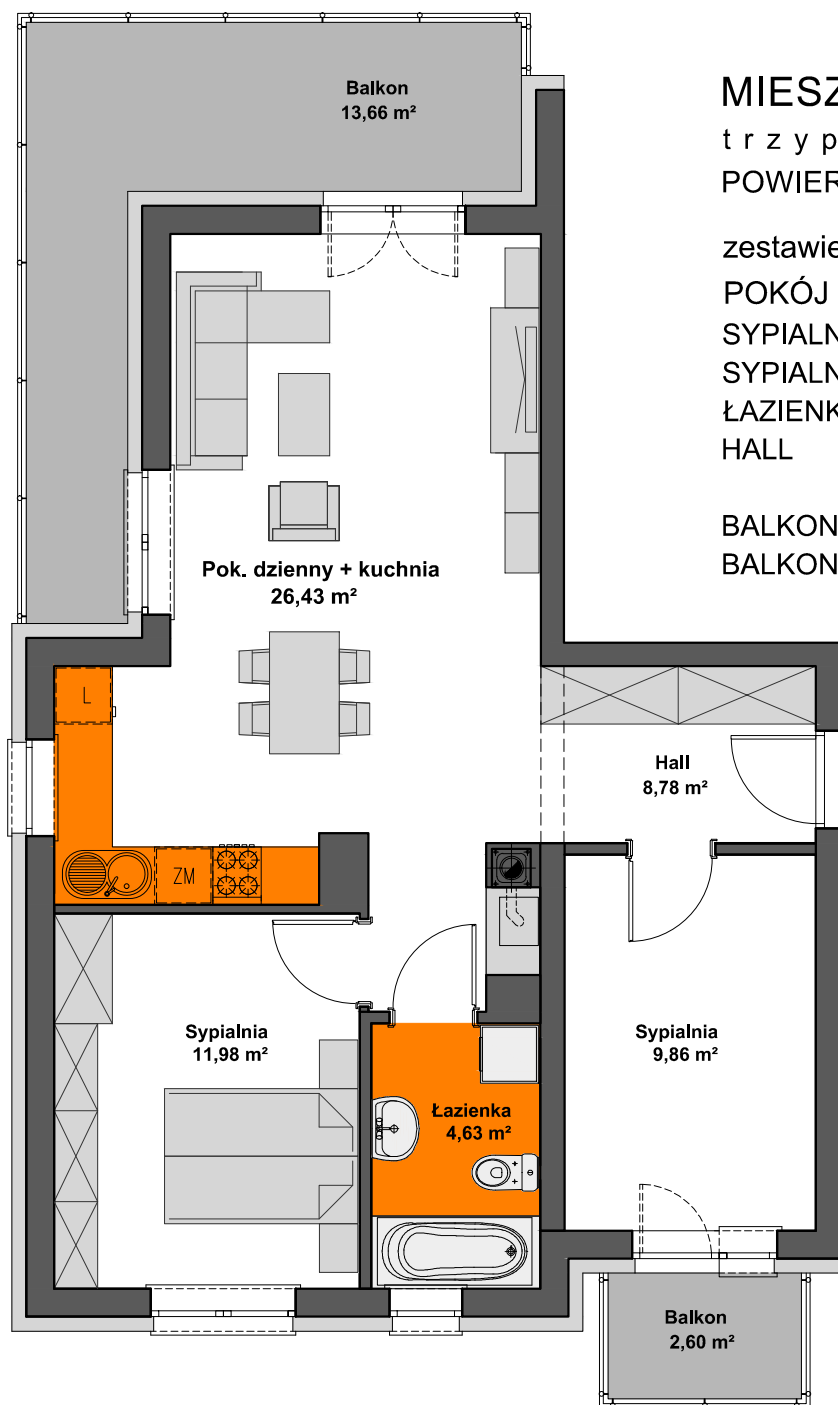 Balkon
13,66 m²
t r z y p
HALL
BALKON
BALKON
Pok. dzienny + kuchnia
26,43 m²
L
Hall
8,78 m²
ZM
Sypialnia
11,98 m²
Sypialnia
9,86 m²
Łazienka
4,63 m²
Balkon
2,60 m²
MIESZ
POWIER
zestawie
POKÓJ
SYPIALN
SYPIALN
ŁAZIENK